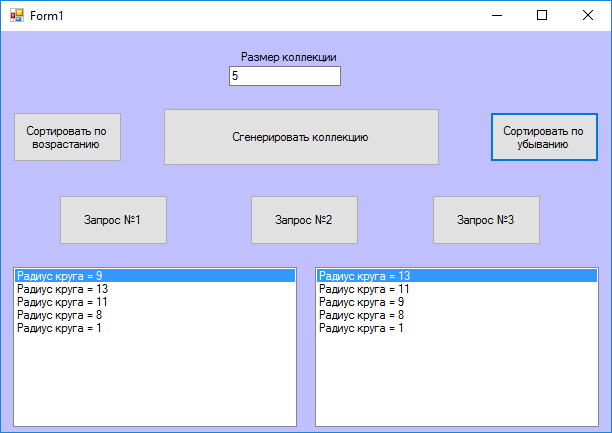 Form1
Размер коллекции
5
Сортировать по
возрастанию
Сгенерировать коллекцию
Сортировать по
убыванию
Запрос №1
Запрос №2
Запрос №3
Радиус круга = 9
Радиус круга = 13
Радиус круга = 11
Радиус круга = 8
Радиус круга = 1
Радиус круга = 13
Радиус круга = 11
Радиус круга = 9
Радиус круга = 8
Радиус круга = 1